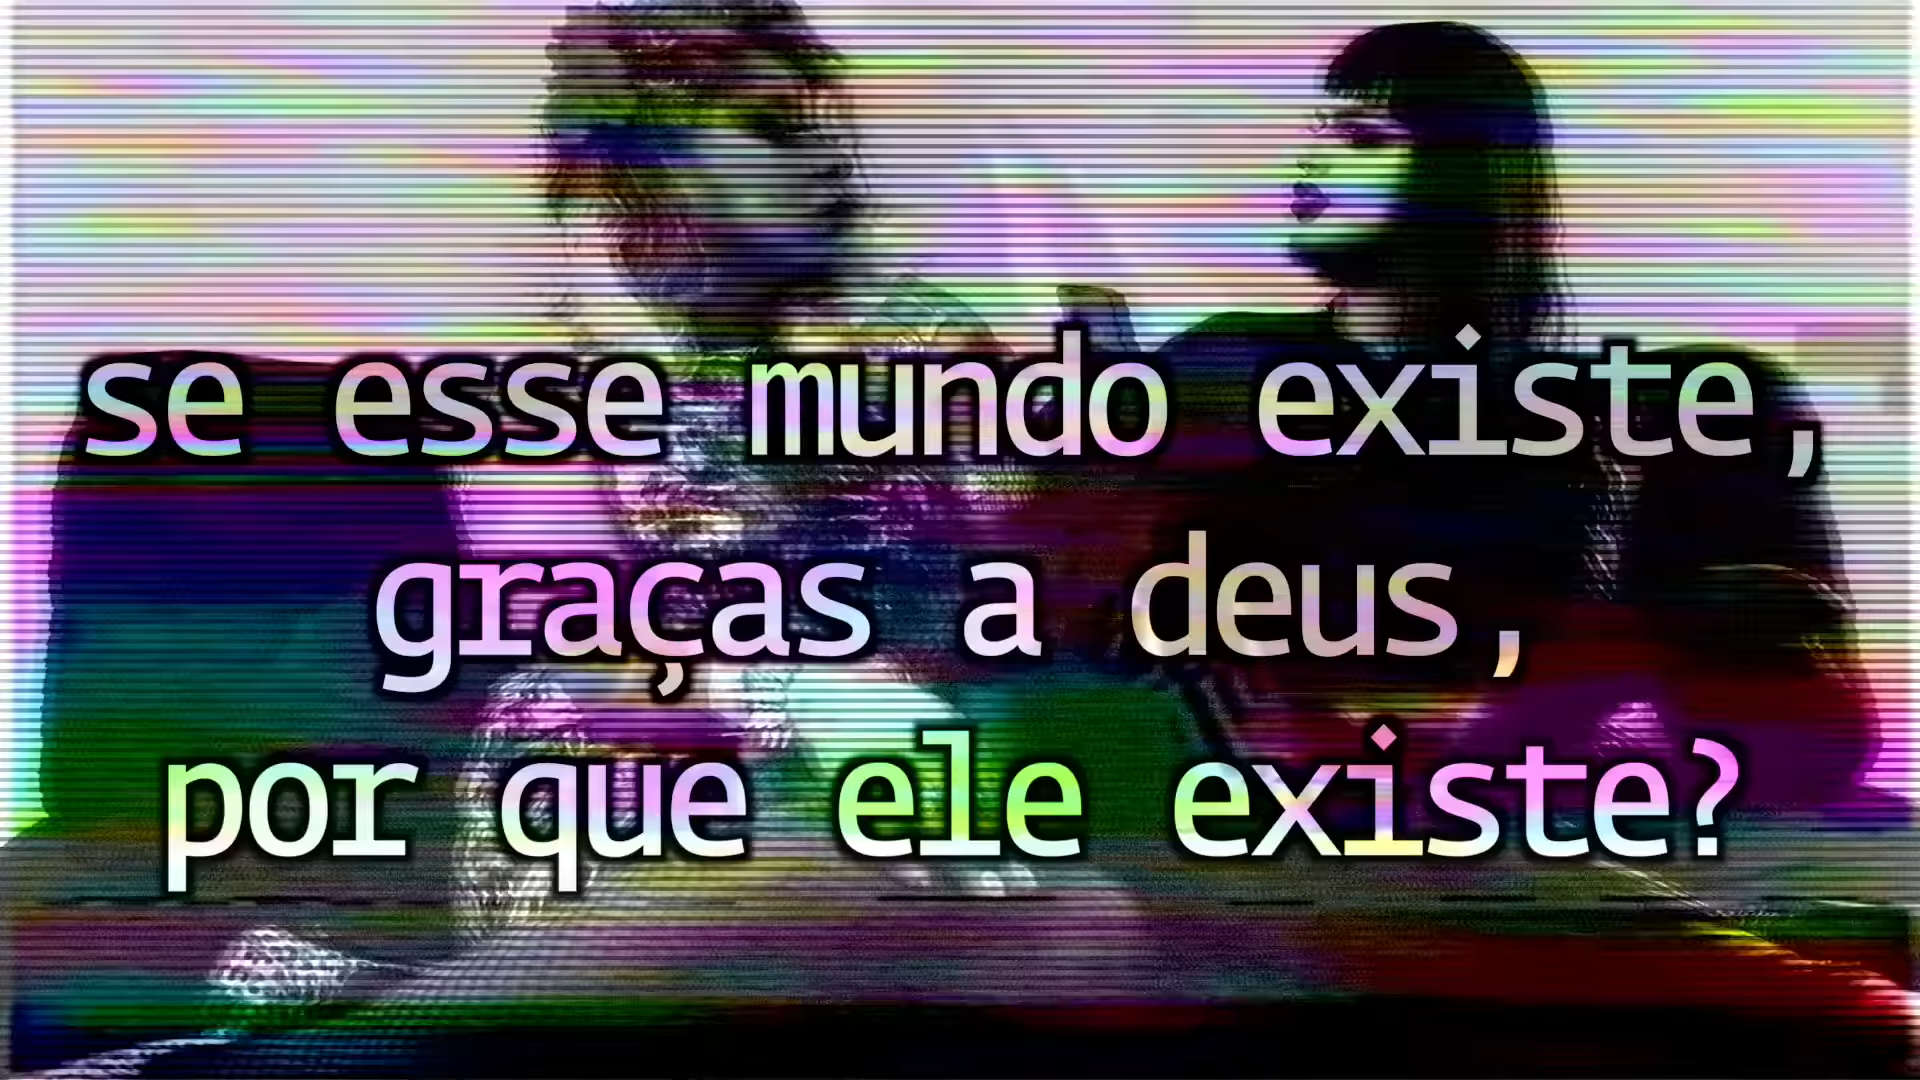 se esse mundo existe,
graças a deus,
por que ele existe?